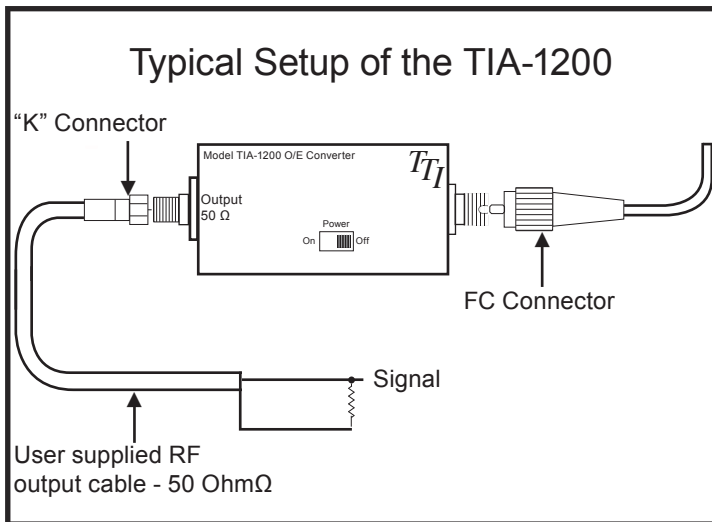 Typical Setup of the TIA-1200
“K” Connector
Model TIA-1200 O/E Converter
TTI
Output
50 Ω
Power
On
Off
FC Connector
Signal
User supplied RF
output cable - 50 OhmΩ